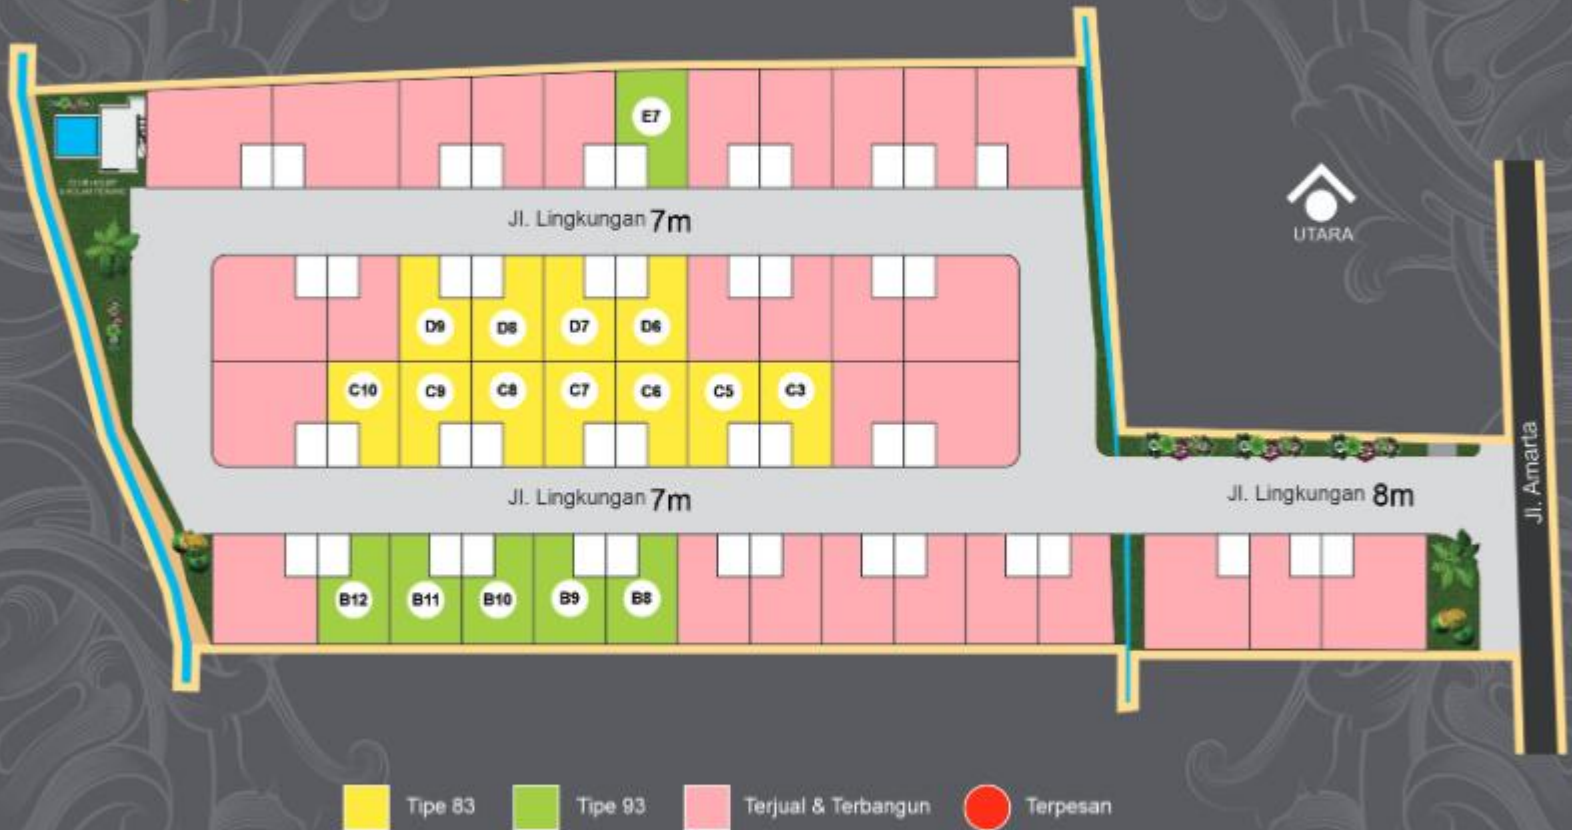 E7
Jl. Lingkungan 7m
UTARA
D9 D8 D7 D6
C10 C9 C8 C7 C6 C5 C3
Jl. Lingkungan 7m
Jl. Lingkungan 8m
Jl. Amarta
B12 B11 B10 B9 B8
Tipe 83 Tipe 93 Terjual & Terbangun Terpesan